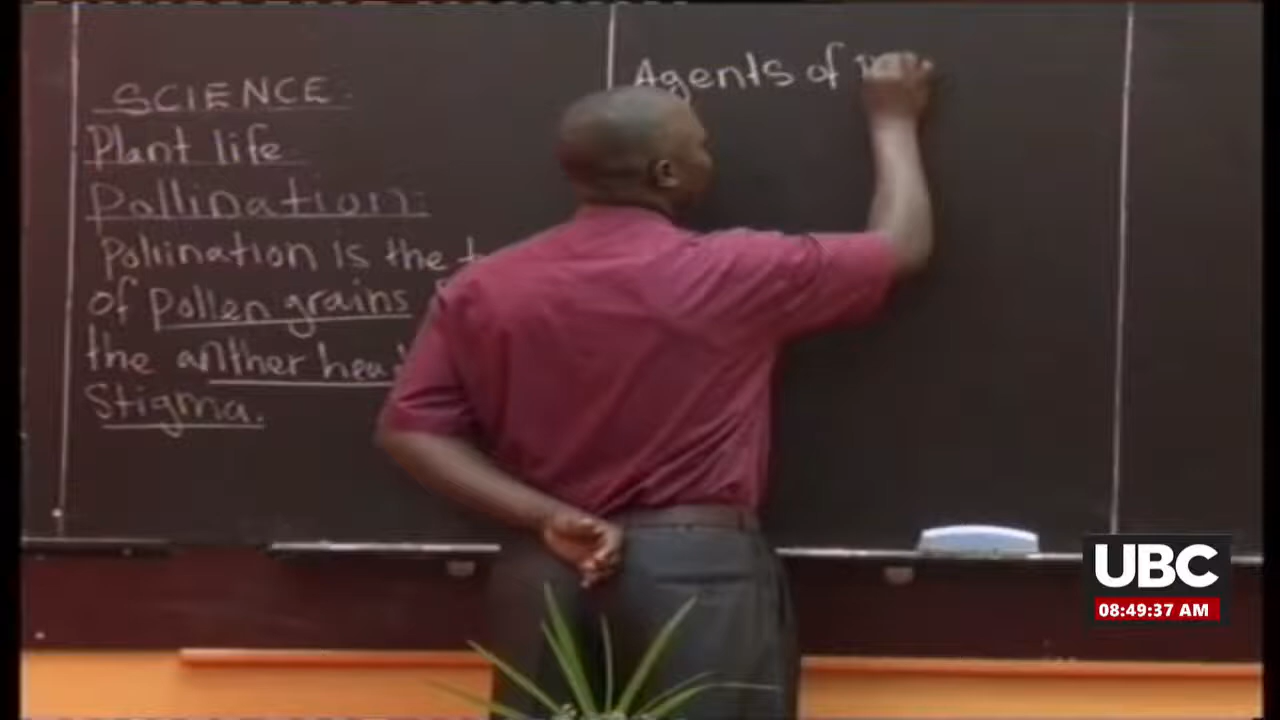 SCIENCE.
Plant life
Pollination:
Pollination is the
of pollen grains
the anther head
Stigma.
Agents of
UBC
08:49:37 AM